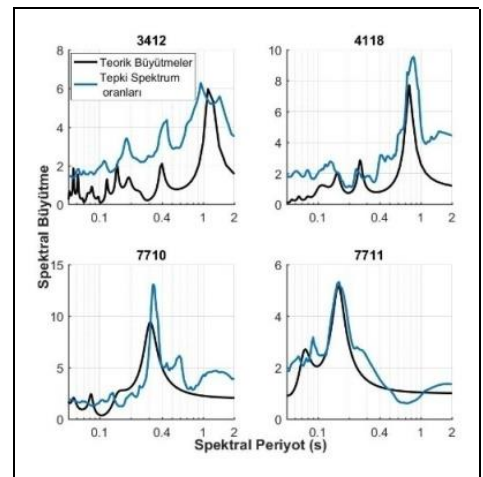 3412
4118
8
6
4
2
0
0.1 0.4 1 2
Teorik Büyütmeler
Tepki Spektrum
oranları
10
8
6
4
2
0
0.1 0.4 1 2
Spektral Büyütme
7710
7711
15
10
5
0
0.1 0.4 1 2
6
4
2
0
0.1 0.4 1 2
Spektral Periyot (s)